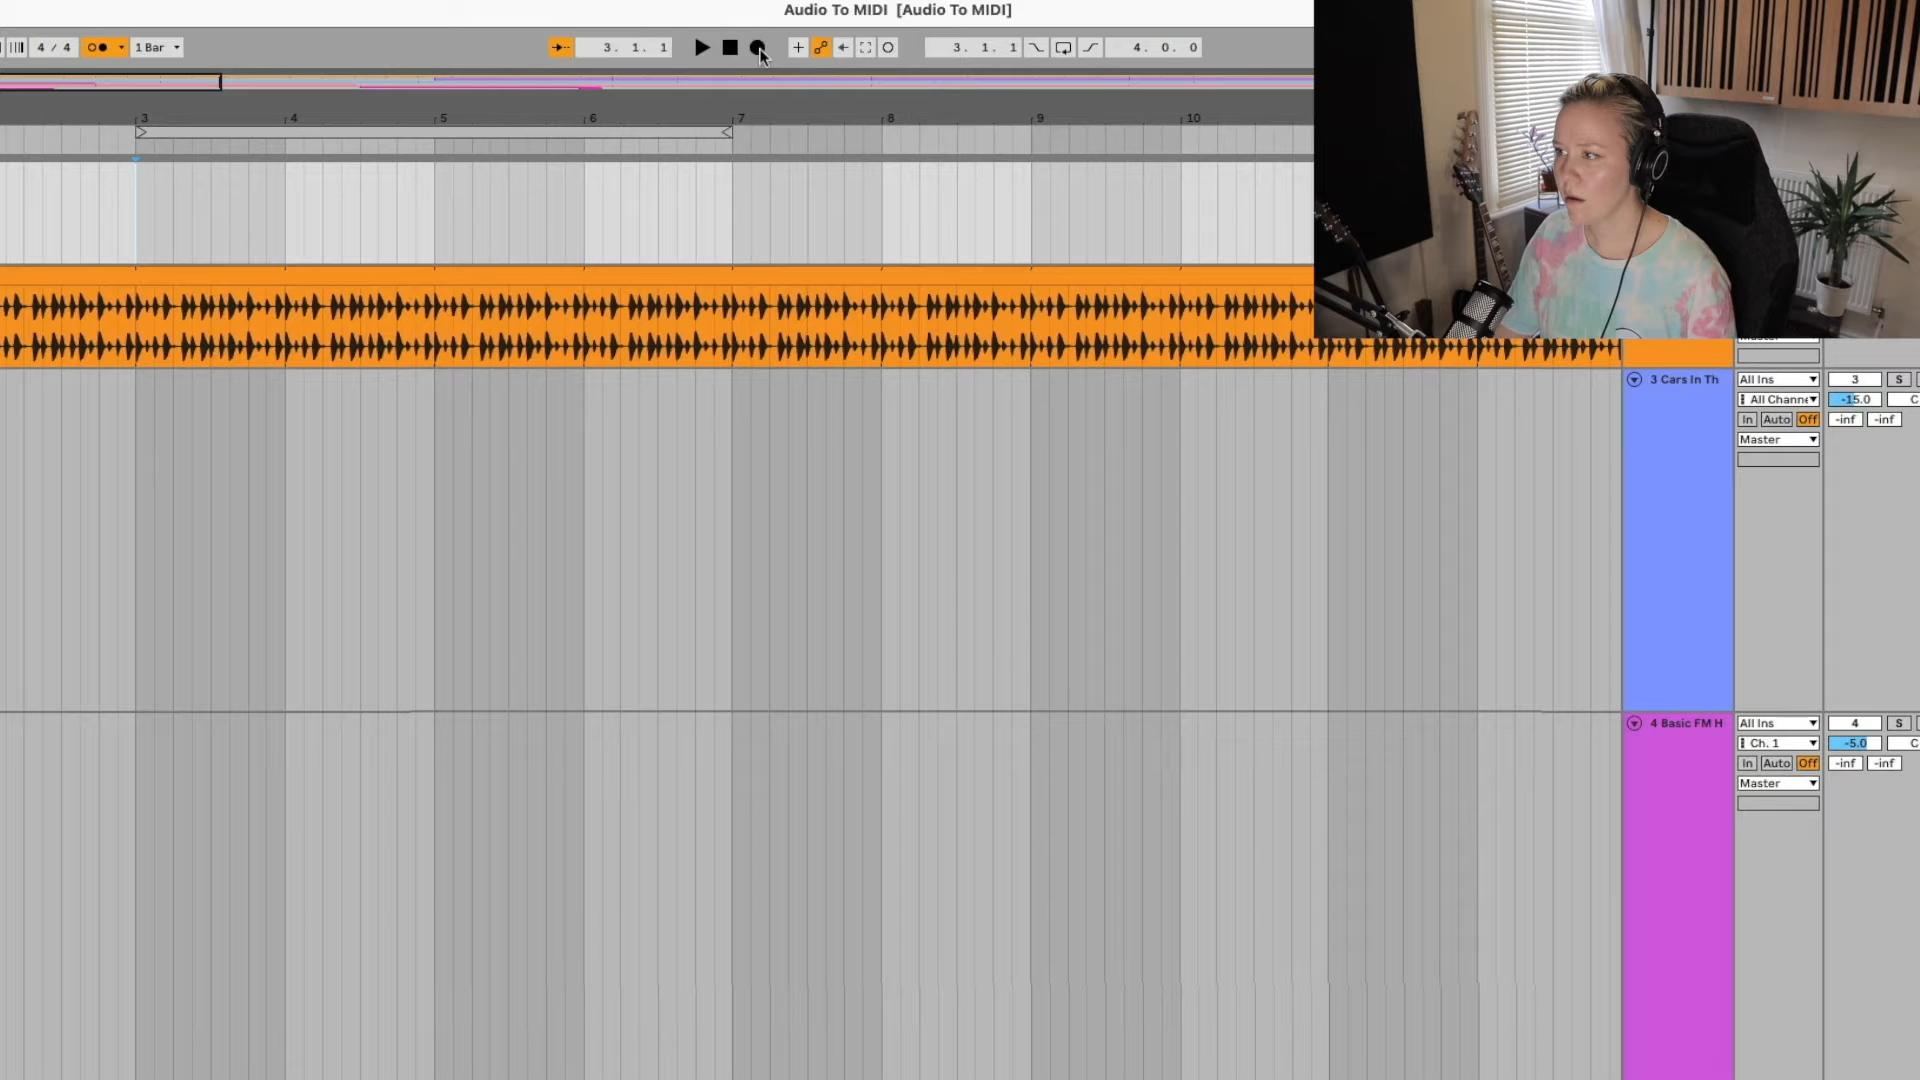 Audio To MIDI [Audio To MIDI]
4 / 4 1 Bar 3. 1. 1 3. 1. 1 4. 0. 0
3 4 5 6 7 8 9 10
3 Cars In Th All Ins 3 S
All Channe -15.0 C
In Auto Off -inf -inf
Master
4 Basic FM H All Ins 4 S
Ch. 1 -5.0 C
In Auto Off -inf -inf
Master